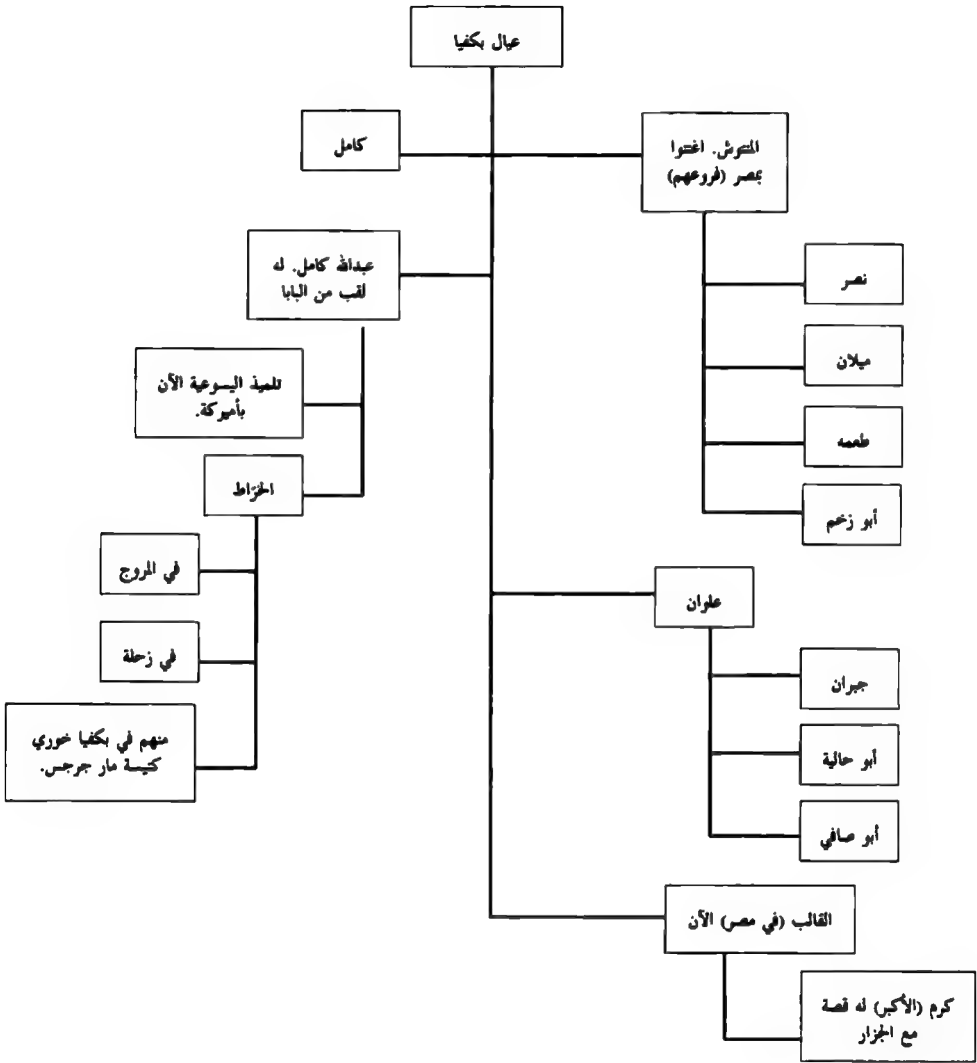 عيال بكفيا
المتوش. اغتنوا
بمصر (فروعهم)
كامل
نصر
عبدالله كامل. له
لقب من البابا
ميلان
تلميذ اليسوعية الآن
بأميركة.
طعمه
الخرّاط
أبو زخم
في المروج
علوان
في زحلة
جبران
منهم في بكفيا خوري
كنيسة مار جرجس.
أبو حالية
أبو صافي
القالب (في مصر) الآن
كرم (الأكبر) له قصة
مع الجزار